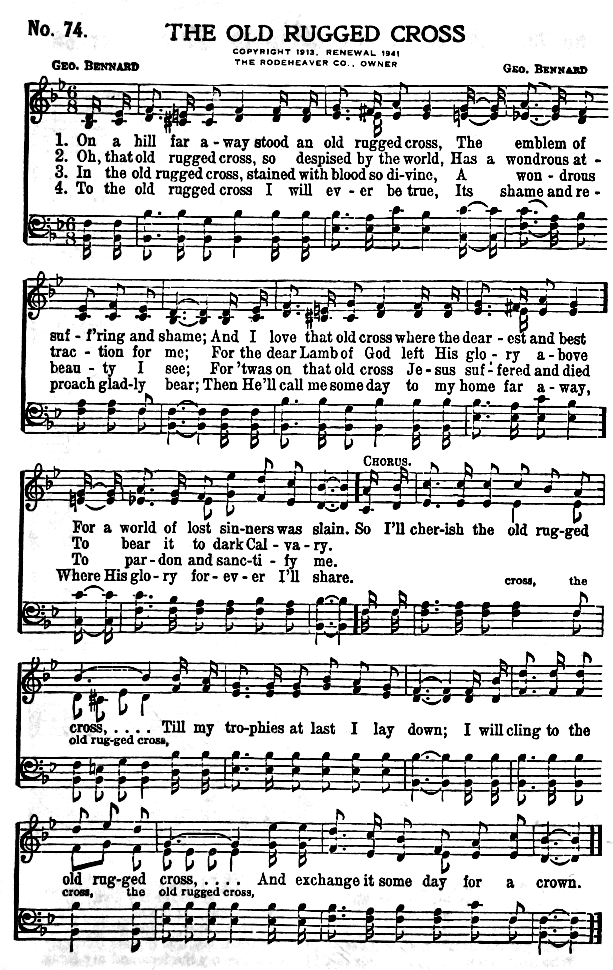 No. 74.
THE OLD RUGGED CROSS
COPYRIGHT 1913, RENEWAL 1941
THE RODEHEAVER CO., OWNER
GEO. BENNARD
GEO. BENNARD
1. On a hill far a - way stood an old rugged cross, The emblem of
2. Oh, that old rugged cross, so despised by the world, Has a wondrous at -
3. In the old rugged cross, stained with blood so di-vine, A won - drous
4. To the old rugged cross I will ev - er be true, Its shame and re -
suf - f'ring and shame; And I love that old cross where the dear - est and best
trac - tion for me; For the dear Lamb of God left His glo - ry a - bove
beau - ty I see; For 'twas on that old cross Je - sus suf - fered and died
proach glad-ly bear; Then He'll call me some day to my home far a - way,
CHORUS.
For a world of lost sin-ners was slain. So I'll cher-ish the old rug-ged
To bear it to dark Cal - va - ry.
To par - don and sanc - ti - fy me.
Where His glo - ry for - ev - er I'll share.
cross, the
cross, . . . . Till my tro-phies at last I lay down; I will cling to the
old rug-ged cross,
old rug-ged cross, . . . . And exchange it some day for a crown.
cross, the old rugged cross,